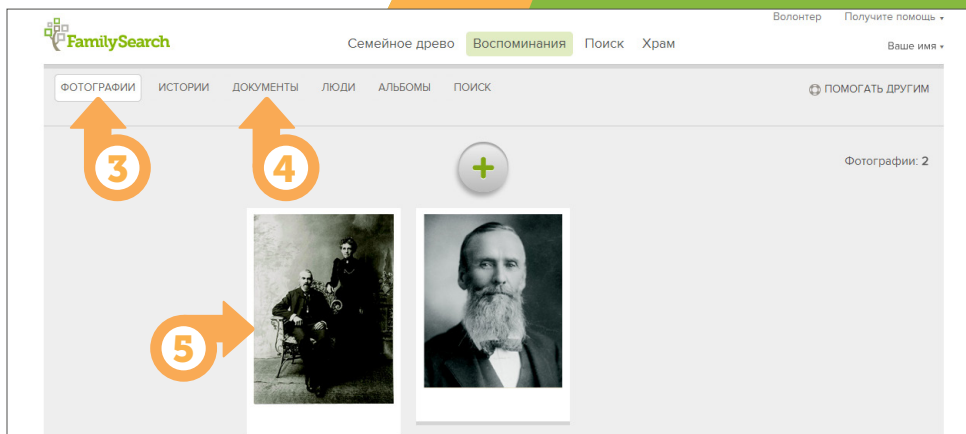 Волонтер Получите помощь
FamilySearch Семейное древо Воспоминания Поиск Храм Ваше имя
ФОТОГРАФИИ ИСТОРИИ ДОКУМЕНТЫ ЛЮДИ АЛЬБОМЫ ПОИСК ПОМОГАТЬ ДРУГИМ
3 4 + Фотографии: 2
5